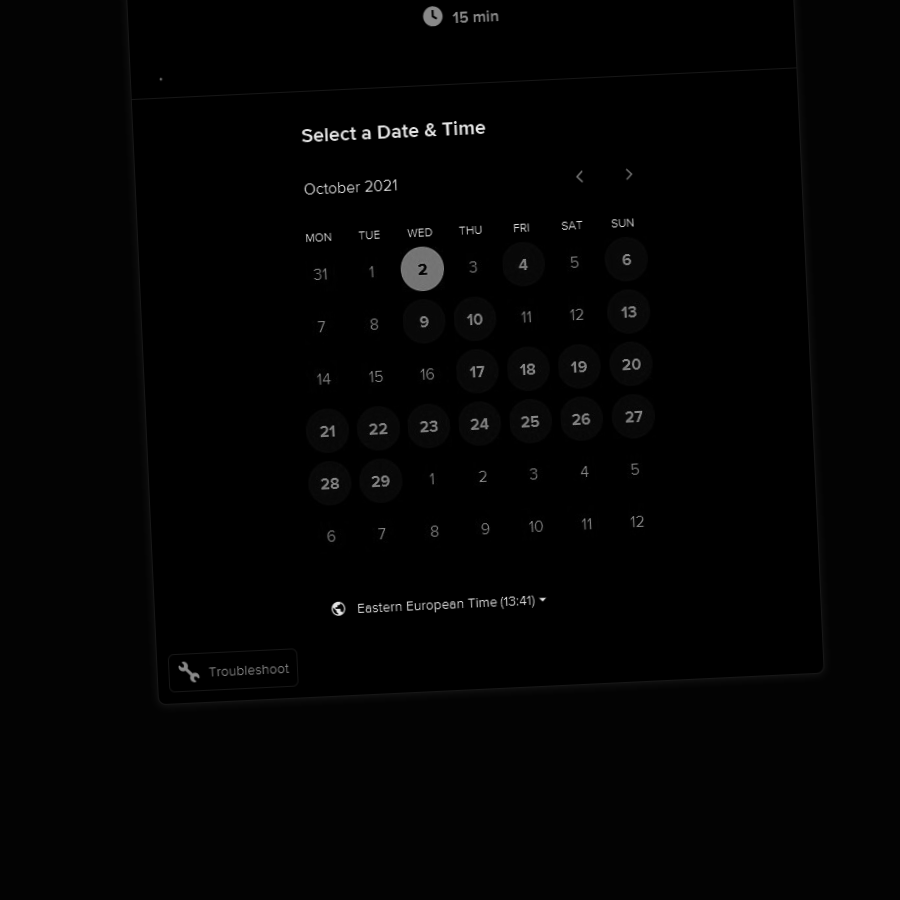 15 min
.
Select a Date & Time
October 2021
MON TUE WED THU FRI SAT SUN
31 1 2 3 4 5 6
7 8 9 10 11 12 13
14 15 16 17 18 19 20
21 22 23 24 25 26 27
28 29 1 2 3 4 5
6 7 8 9 10 11 12
Eastern European Time (13:41)
Troubleshoot